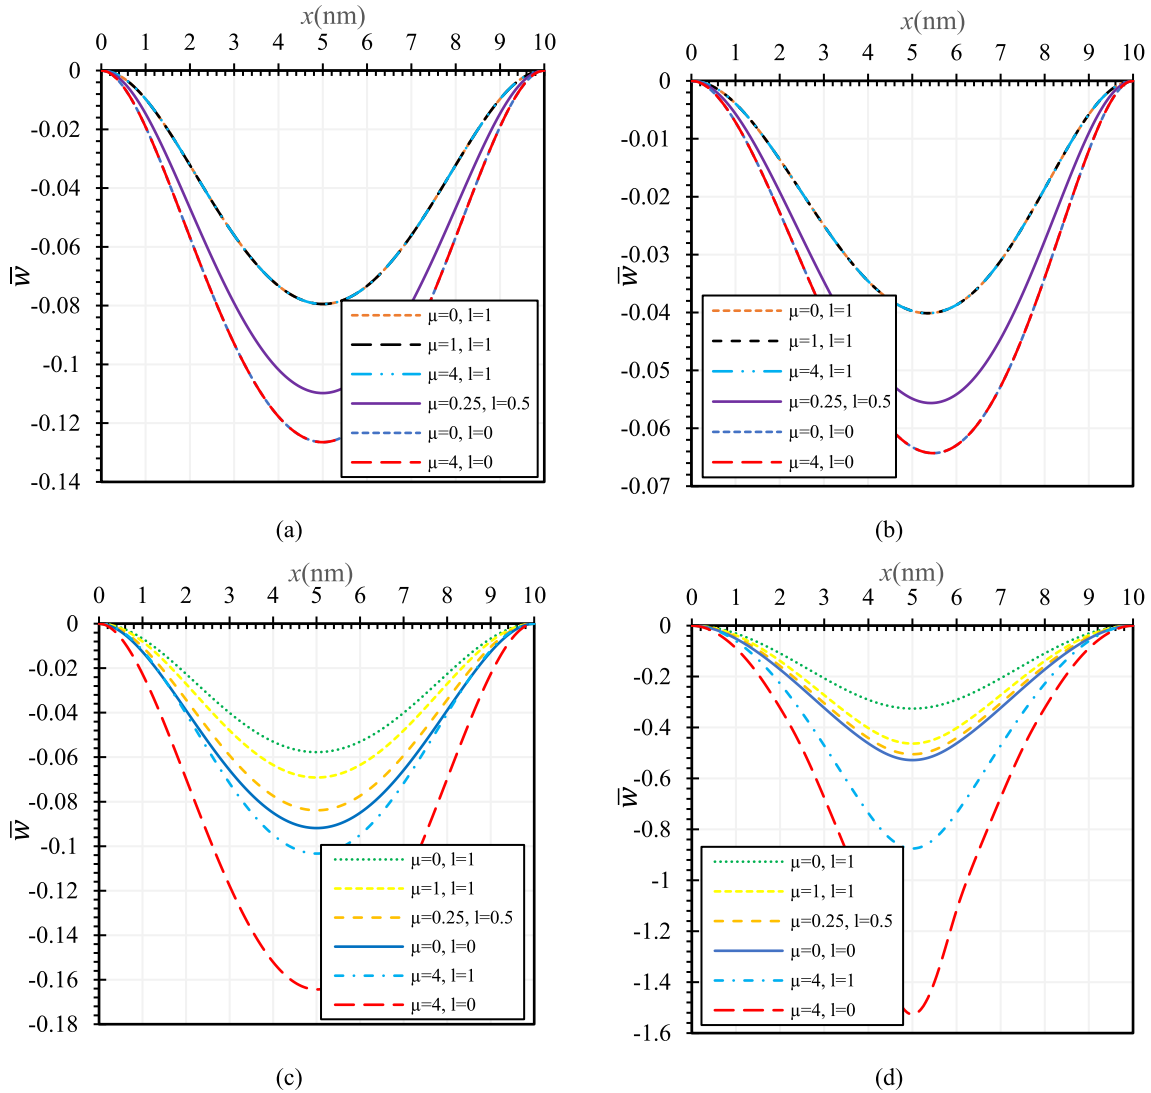 x(nm)
0 1 2 3 4 5 6 7 8 9 10
0
-0.02
-0.04
-0.06
-0.08
-0.1
-0.12
-0.14
w̅
μ=0, l=1
μ=1, l=1
μ=4, l=1
μ=0.25, l=0.5
μ=0, l=0
μ=4, l=0
(a)
x(nm)
0 1 2 3 4 5 6 7 8 9 10
0
-0.01
-0.02
-0.03
-0.04
-0.05
-0.06
-0.07
w̅
μ=0, l=1
μ=1, l=1
μ=4, l=1
μ=0.25, l=0.5
μ=0, l=0
μ=4, l=0
(b)
x(nm)
0 1 2 3 4 5 6 7 8 9 10
0
-0.02
-0.04
-0.06
-0.08
-0.1
-0.12
-0.14
-0.16
-0.18
w̅
μ=0, l=1
μ=1, l=1
μ=0.25, l=0.5
μ=0, l=0
μ=4, l=1
μ=4, l=0
(c)
x(nm)
0 1 2 3 4 5 6 7 8 9 10
0
-0.2
-0.4
-0.6
-0.8
-1
-1.2
-1.4
-1.6
w̅
μ=0, l=1
μ=1, l=1
μ=0.25, l=0.5
μ=0, l=0
μ=4, l=1
μ=4, l=0
(d)